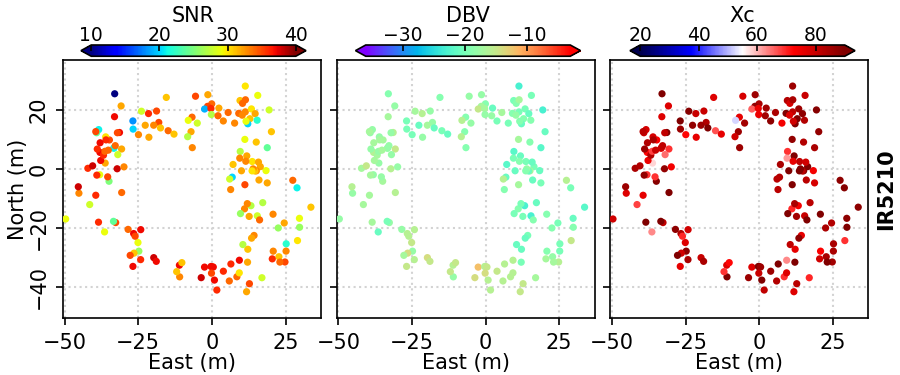 SNR DBV Xc
10 20 30 40 −30 −20 −10 20 40 60 80
20
0
−20
−40
North (m)
IR5210
−50 −25 0 25 −50 −25 0 25 −50 −25 0 25
East (m) East (m) East (m)